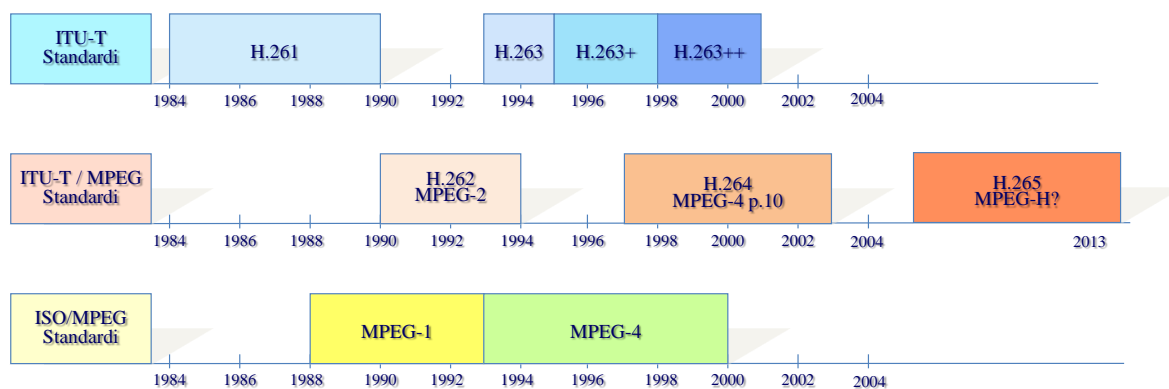 ITU-T
Standardi
H.261
H.263
H.263+
H.263++
1984 1986 1988 1990 1992 1994 1996 1998 2000 2002 2004
ITU-T / MPEG
Standardi
H.262
MPEG-2
H.264
MPEG-4 p.10
H.265
MPEG-H?
1984 1986 1988 1990 1992 1994 1996 1998 2000 2002 2004 2013
ISO/MPEG
Standardi
MPEG-1
MPEG-4
1984 1986 1988 1990 1992 1994 1996 1998 2000 2002 2004